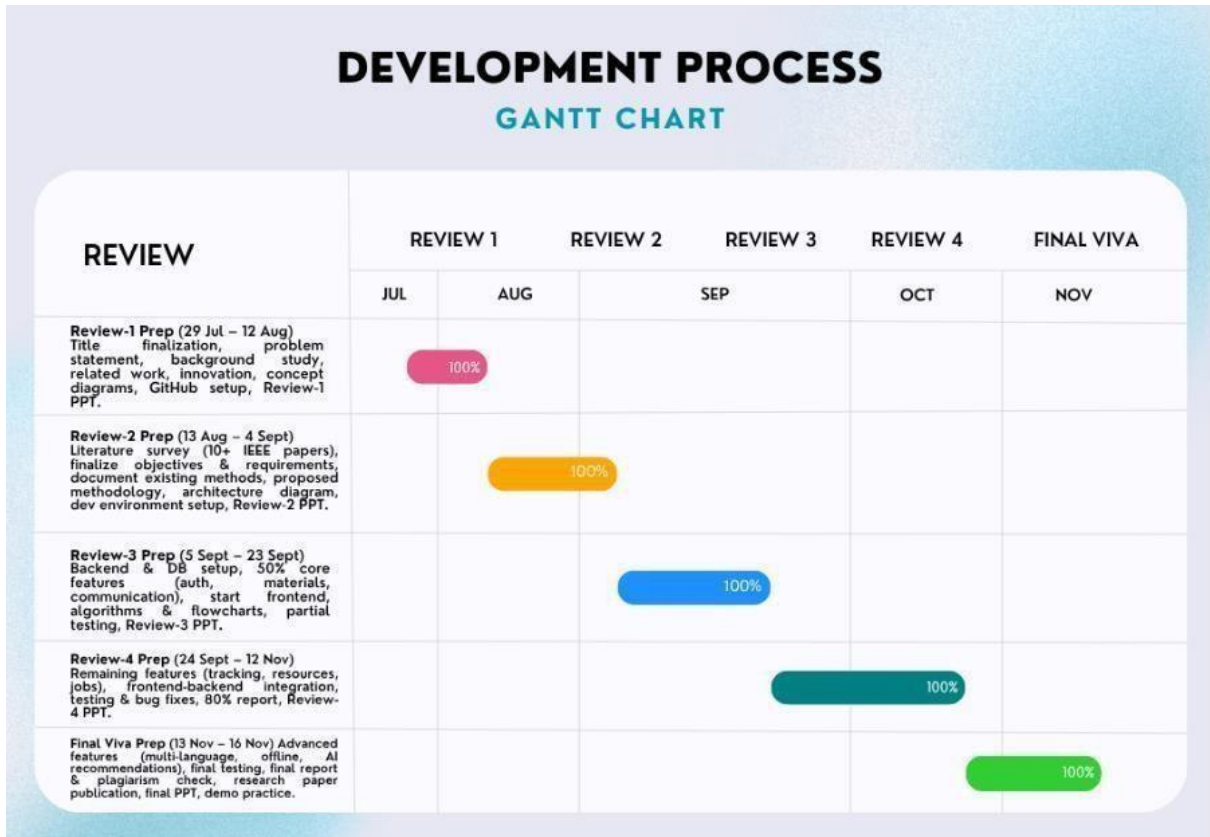 DEVELOPMENT PROCESS
GANTT CHART
REVIEW
REVIEW 1
REVIEW 2
REVIEW 3
REVIEW 4
FINAL VIVA
JUL
AUG
SEP
OCT
NOV
Review-1 Prep (29 Jul – 12 Aug)
Title finalization, problem
statement, background study,
related work, innovation, concept
diagrams, GitHub setup, Review-1
PPT.
100%
Review-2 Prep (13 Aug – 4 Sept)
Literature survey (10+ IEEE papers),
finalize objectives & requirements,
document existing methods, proposed
methodology, architecture diagram,
dev environment setup, Review-2 PPT.
100%
Review-3 Prep (5 Sept – 23 Sept)
Backend & DB setup, 50% core
features (auth, materials,
communication), start frontend,
algorithms & flowcharts, partial
testing, Review-3 PPT.
100%
Review-4 Prep (24 Sept – 12 Nov)
Remaining features (tracking, resources,
jobs), frontend-backend integration,
testing & bug fixes, 80% report, Review-
4 PPT.
100%
Final Viva Prep (13 Nov – 16 Nov) Advanced
features (multi-language, offline, AI
recommendations), final testing, final report
& plagiarism check, research paper
publication, final PPT, demo practice.
100%